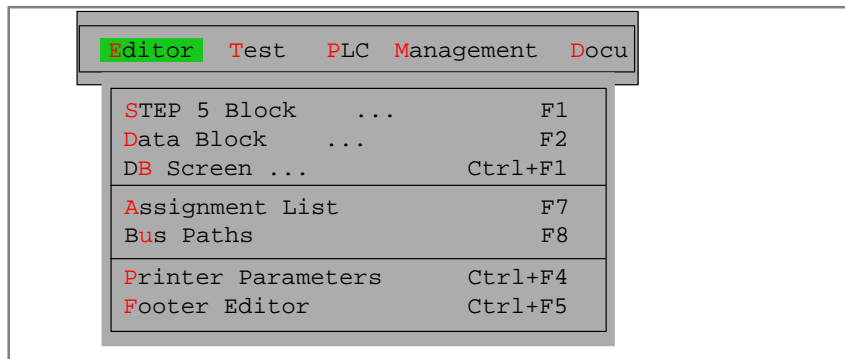 Editor Test PLC Management Docu
STEP 5 Block ... F1
Data Block ... F2
DB Screen ... Ctrl+F1
Assignment List F7
Bus Paths F8
Printer Parameters Ctrl+F4
Footer Editor Ctrl+F5